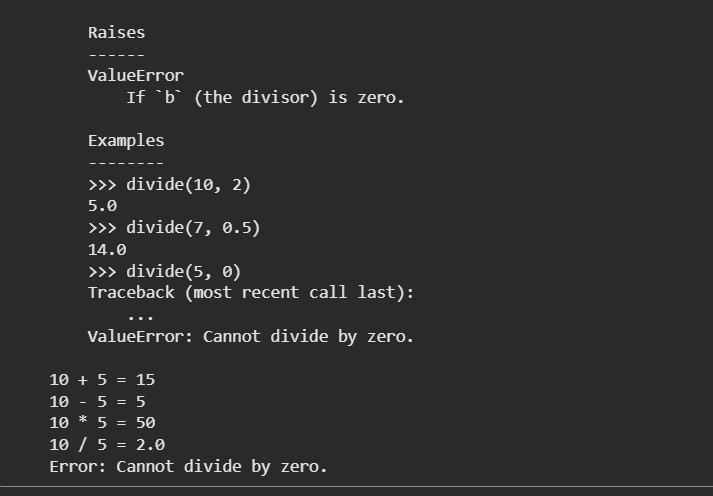 Raises
------
ValueError
If `b` (the divisor) is zero.
Examples
--------
>>> divide(10, 2)
5.0
>>> divide(7, 0.5)
14.0
>>> divide(5, 0)
Traceback (most recent call last):
...
ValueError: Cannot divide by zero.
10 + 5 = 15
10 - 5 = 5
10 * 5 = 50
10 / 5 = 2.0
Error: Cannot divide by zero.